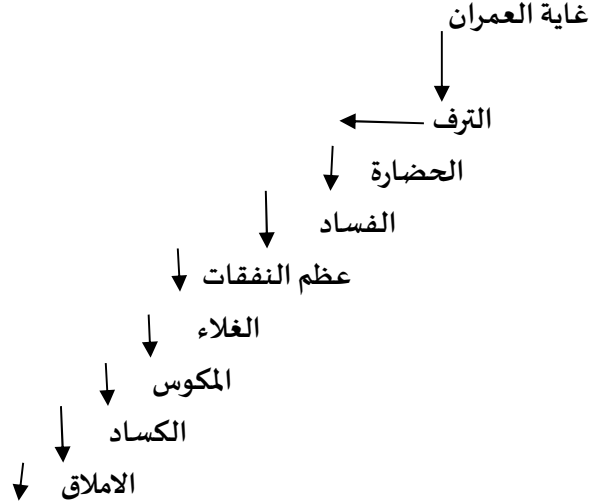 غاية العمران
الترف
الحضارة
الفساد
عظم النفقات
الغلاء
المكوس
الكساد
الاملاق